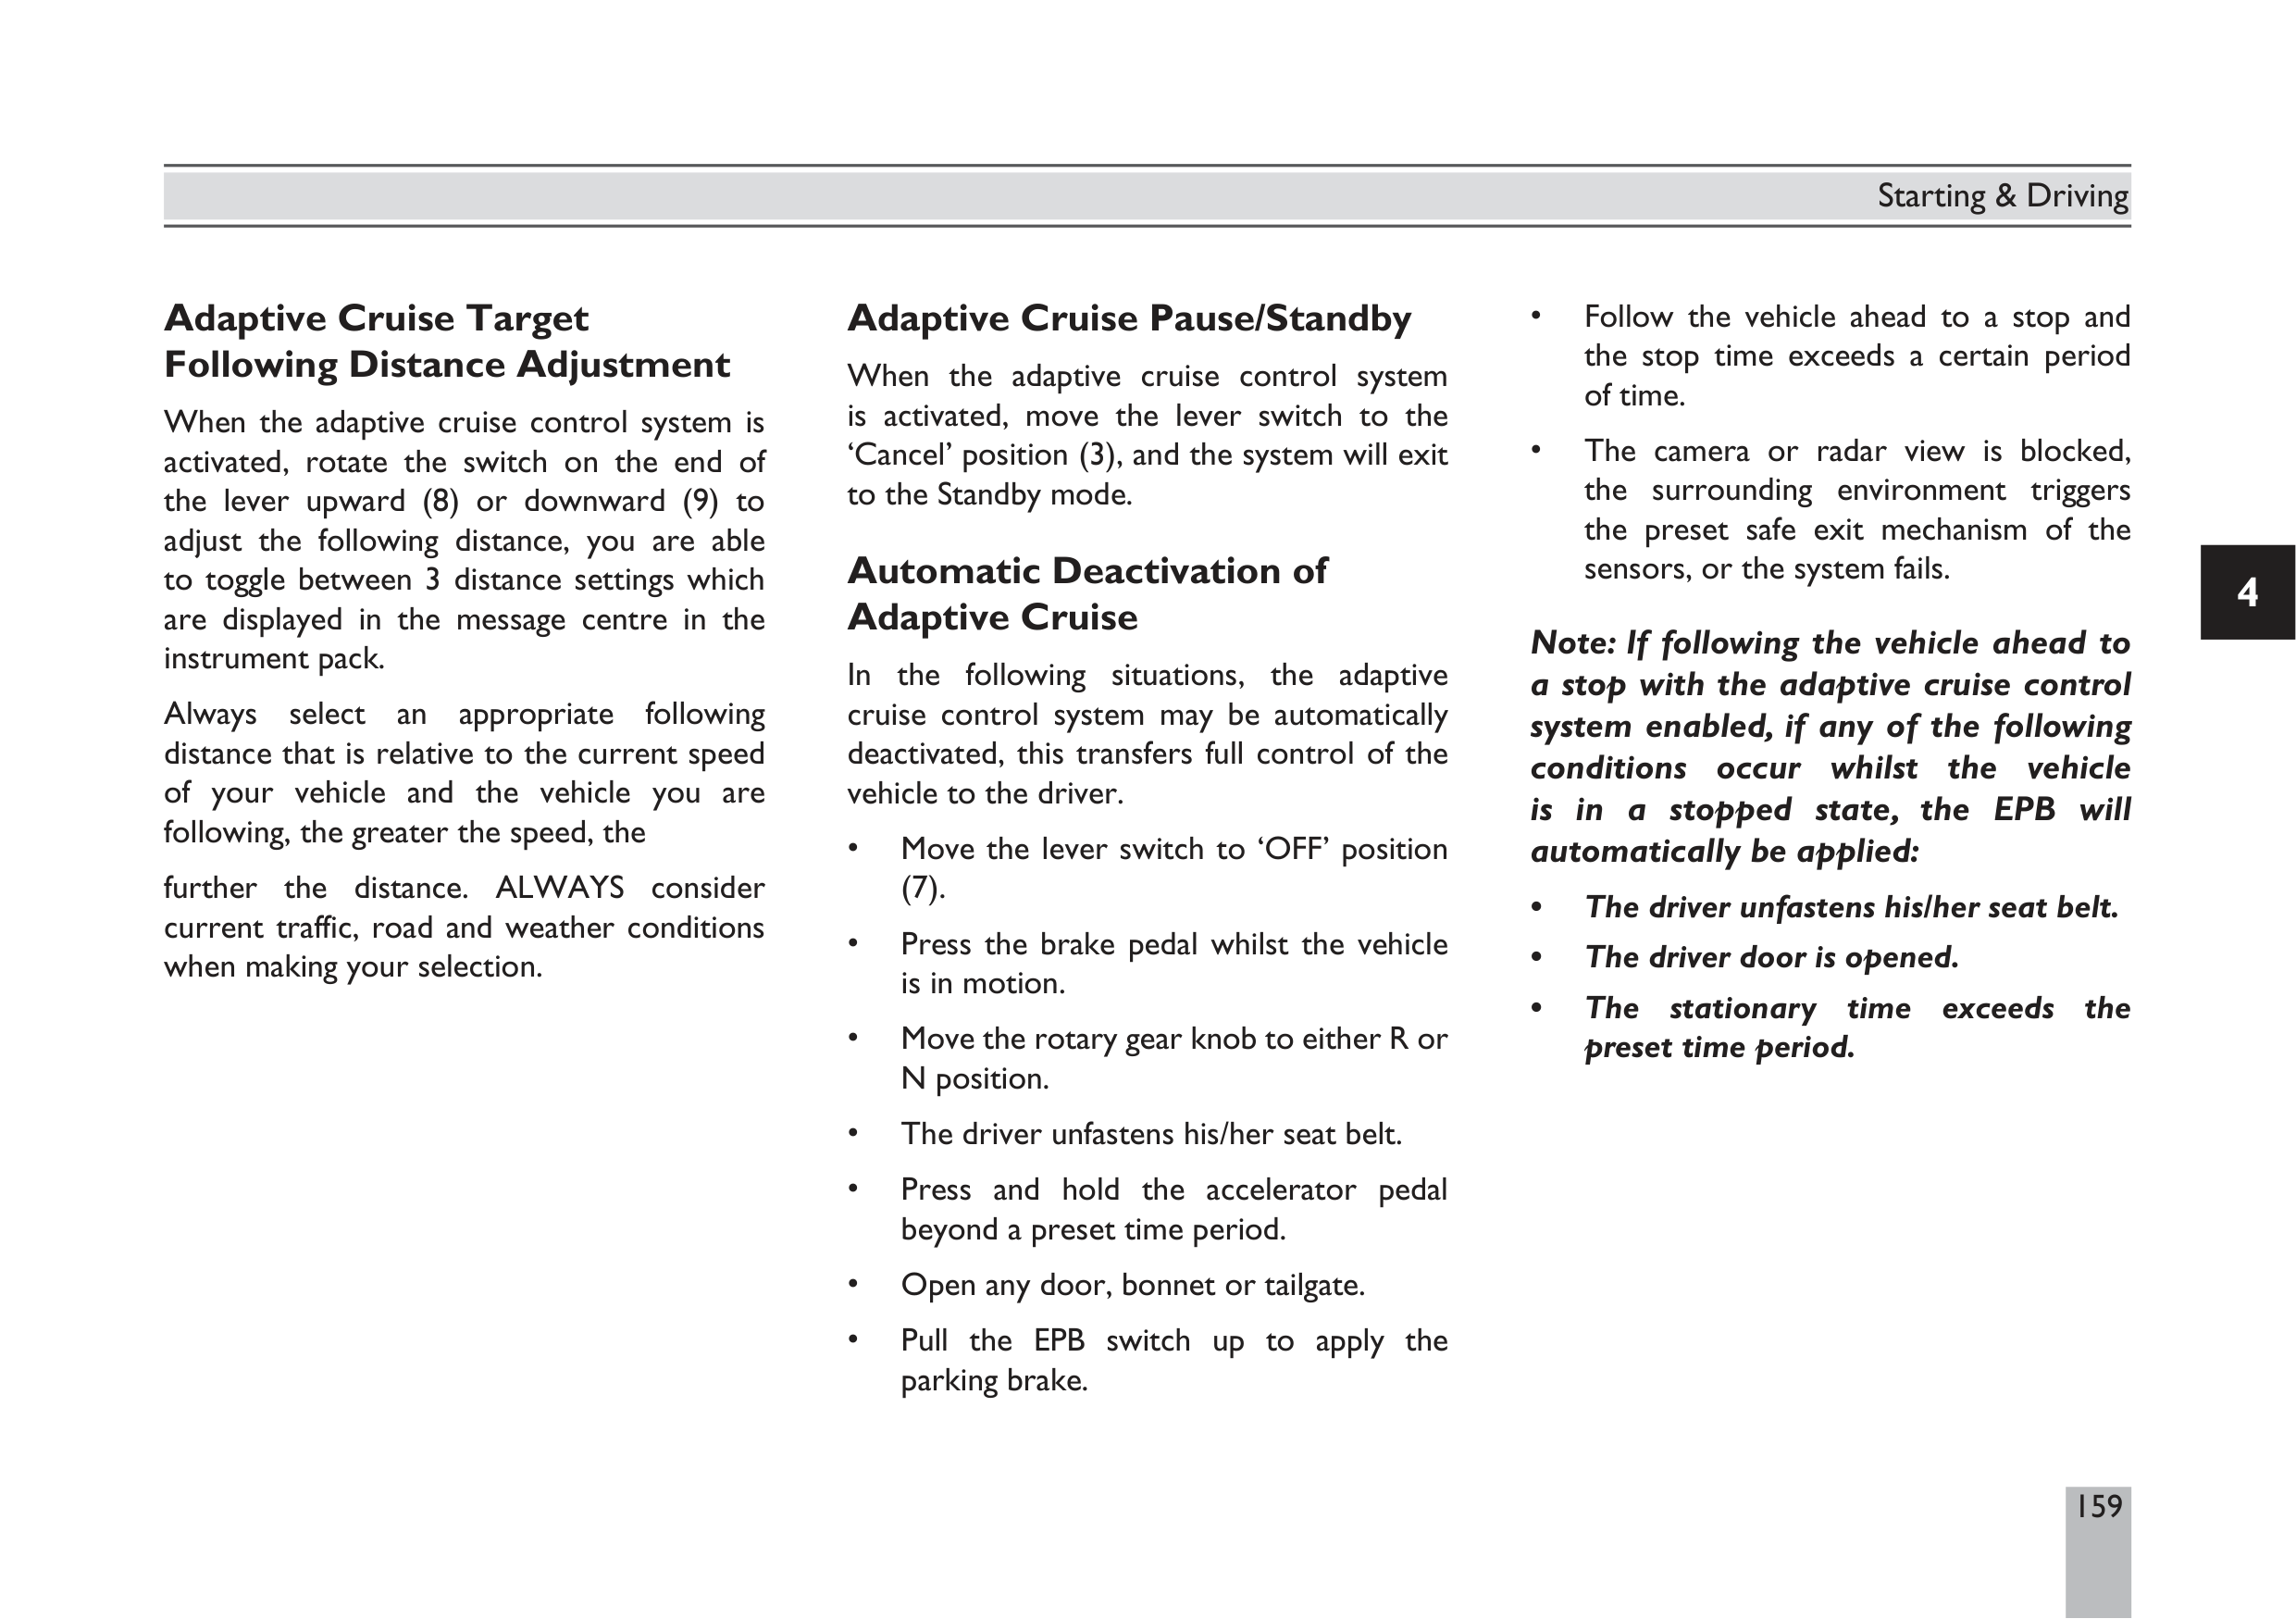 Starting & Driving
Adaptive Cruise Target
Following Distance Adjustment
When the adaptive cruise control system is
activated, rotate the switch on the end of
the lever upward (8) or downward (9) to
adjust the following distance, you are able
to toggle between 3 distance settings which
are displayed in the message centre in the
instrument pack.
Always select an appropriate following
distance that is relative to the current speed
of your vehicle and the vehicle you are
following, the greater the speed, the
further the distance. ALWAYS consider
current traffic, road and weather conditions
when making your selection.
Adaptive Cruise Pause/Standby
When the adaptive cruise control system
is activated, move the lever switch to the
‘Cancel’ position (3), and the system will exit
to the Standby mode.
Automatic Deactivation of
Adaptive Cruise
In the following situations, the adaptive
cruise control system may be automatically
deactivated, this transfers full control of the
vehicle to the driver.
• Move the lever switch to ‘OFF’ position
(7).
• Press the brake pedal whilst the vehicle
is in motion.
• Move the rotary gear knob to either R or
N position.
• The driver unfastens his/her seat belt.
• Press and hold the accelerator pedal
beyond a preset time period.
• Open any door, bonnet or tailgate.
• Pull the EPB switch up to apply the
parking brake.
• Follow the vehicle ahead to a stop and
the stop time exceeds a certain period
of time.
• The camera or radar view is blocked,
the surrounding environment triggers
the preset safe exit mechanism of the
sensors, or the system fails.
Note: If following the vehicle ahead to
a stop with the adaptive cruise control
system enabled, if any of the following
conditions occur whilst the vehicle
is in a stopped state, the EPB will
automatically be applied:
• The driver unfastens his/her seat belt.
• The driver door is opened.
• The stationary time exceeds the
preset time period.
4
159